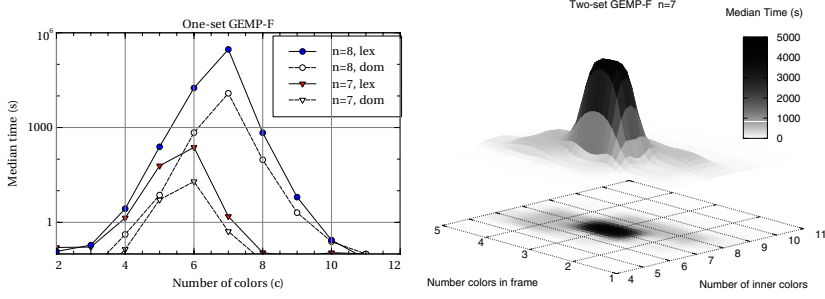 One-set GEMP-F
10^6
1000
1
Median time (s)
2 4 6 8 10 12
Number of colors (c)
n=8, lex
n=8, dom
n=7, lex
n=7, dom
Two-set GEMP-F n=7
Median Time (s)
5000
4000
3000
2000
1000
0
5 4 3 2 1
Number colors in frame
4 5 6 7 8 9 10 11
Number of inner colors